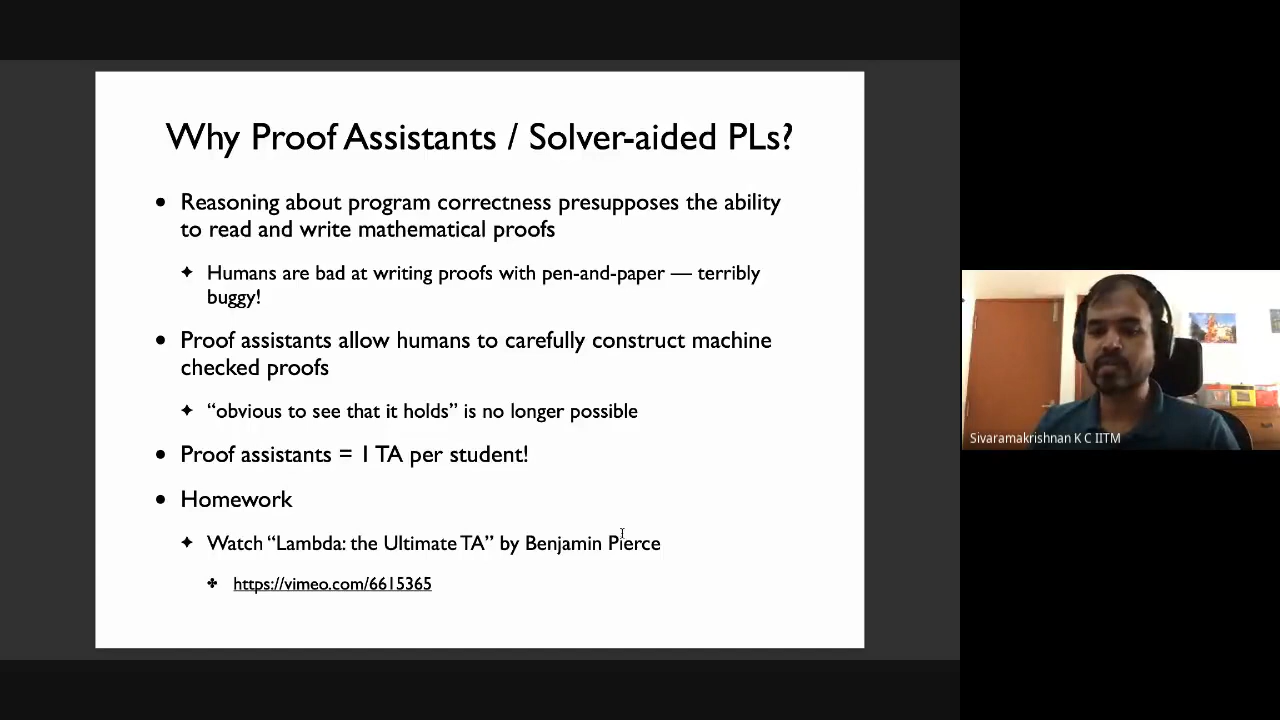 Why Proof Assistants / Solver-aided PLs?
• Reasoning about program correctness presupposes the ability
to read and write mathematical proofs
✦ Humans are bad at writing proofs with pen-and-paper — terribly
buggy!
• Proof assistants allow humans to carefully construct machine
checked proofs
✦ “obvious to see that it holds” is no longer possible
• Proof assistants = 1 TA per student!
• Homework
✦ Watch “Lambda: the Ultimate TA” by Benjamin Pierce
✤ https://vimeo.com/6615365
Sivaramakrishnan K C IITM